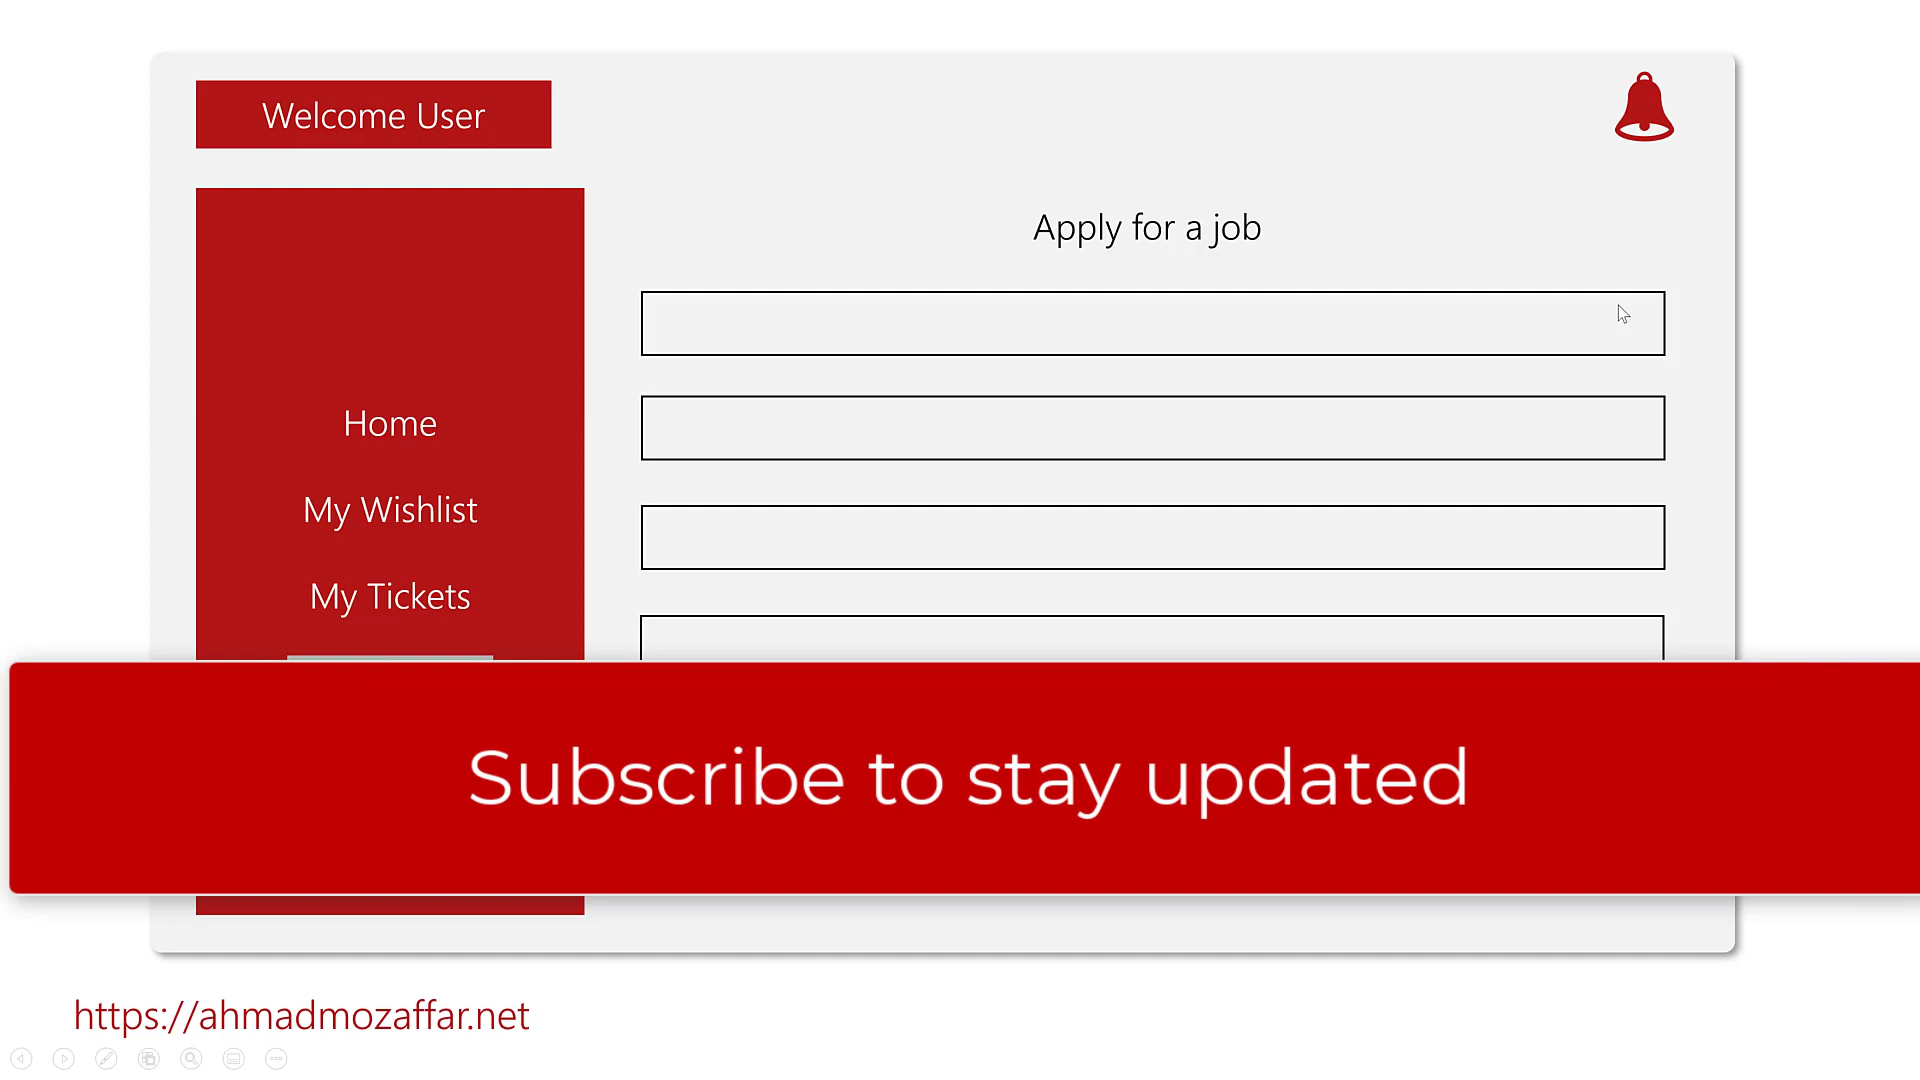 Welcome User
Apply for a job
Home
My Wishlist
My Tickets
Subscribe to stay updated
https://ahmadmozaffar.net